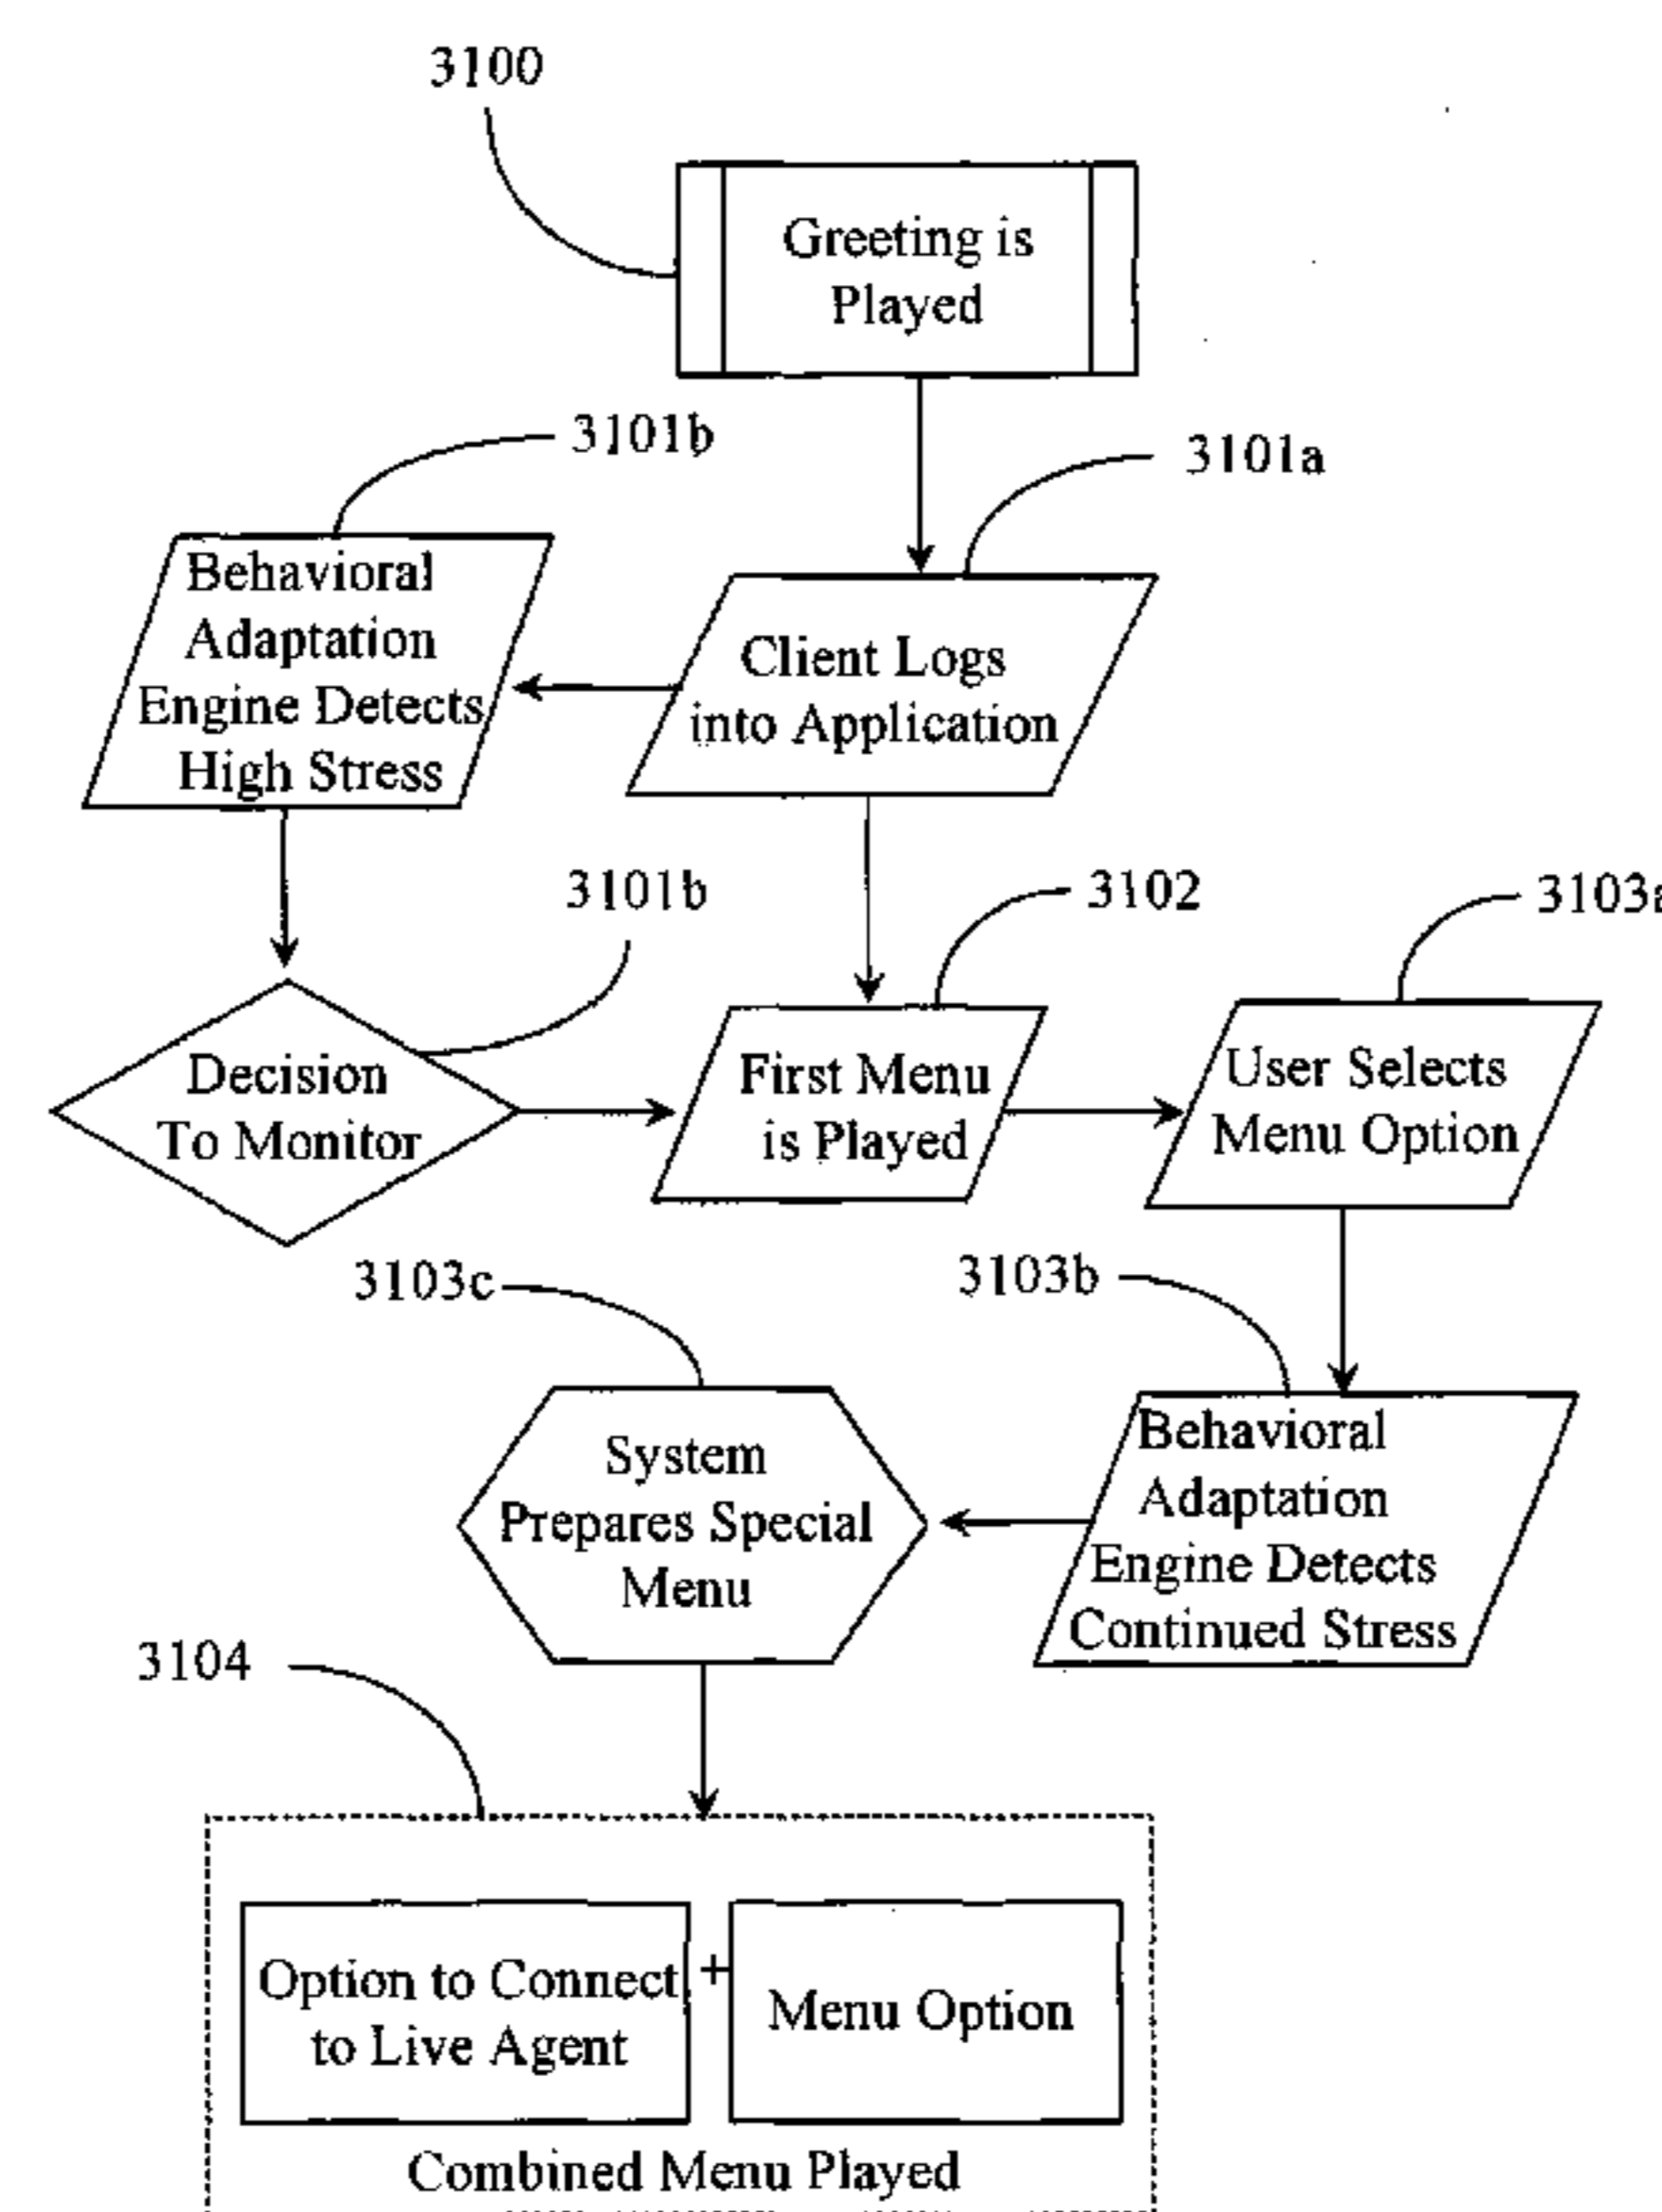 3100
Greeting is
Played
3101b
3101a
Behavioral
Adaptation
Engine Detects
High Stress
Client Logs
into Application
3101b
3102
3103a
Decision
To Monitor
First Menu
is Played
User Selects
Menu Option
3103c
3103b
System
Prepares Special
Menu
Behavioral
Adaptation
Engine Detects
Continued Stress
3104
Option to Connect
to Live Agent
+
Menu Option
Combined Menu Played